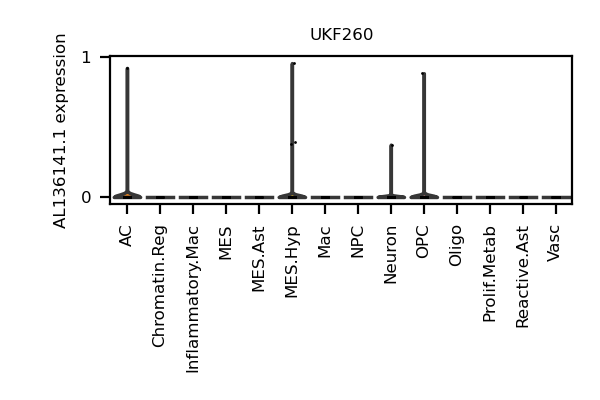 UKF260
AL136141.1 expression
1
0
AC
Chromatin.Reg
Inflammatory.Mac
MES
MES.Ast
MES.Hyp
Mac
NPC
Neuron
OPC
Oligo
Prolif.Metab
Reactive.Ast
Vasc